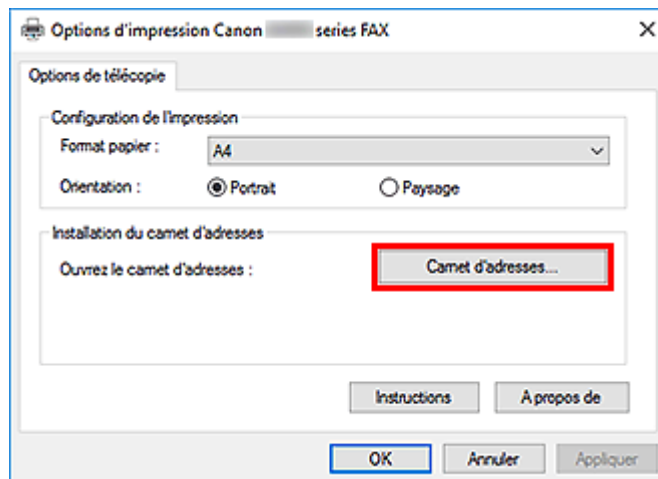 Options d'impression Canon series FAX
Options de télécopie
Configuration de l'impression
Format papier : A4
Orientation : Portrait Paysage
Installation du carnet d'adresses
Ouvrez le carnet d'adresses : Carnet d'adresses...
Instructions A propos de
OK Annuler Appliquer